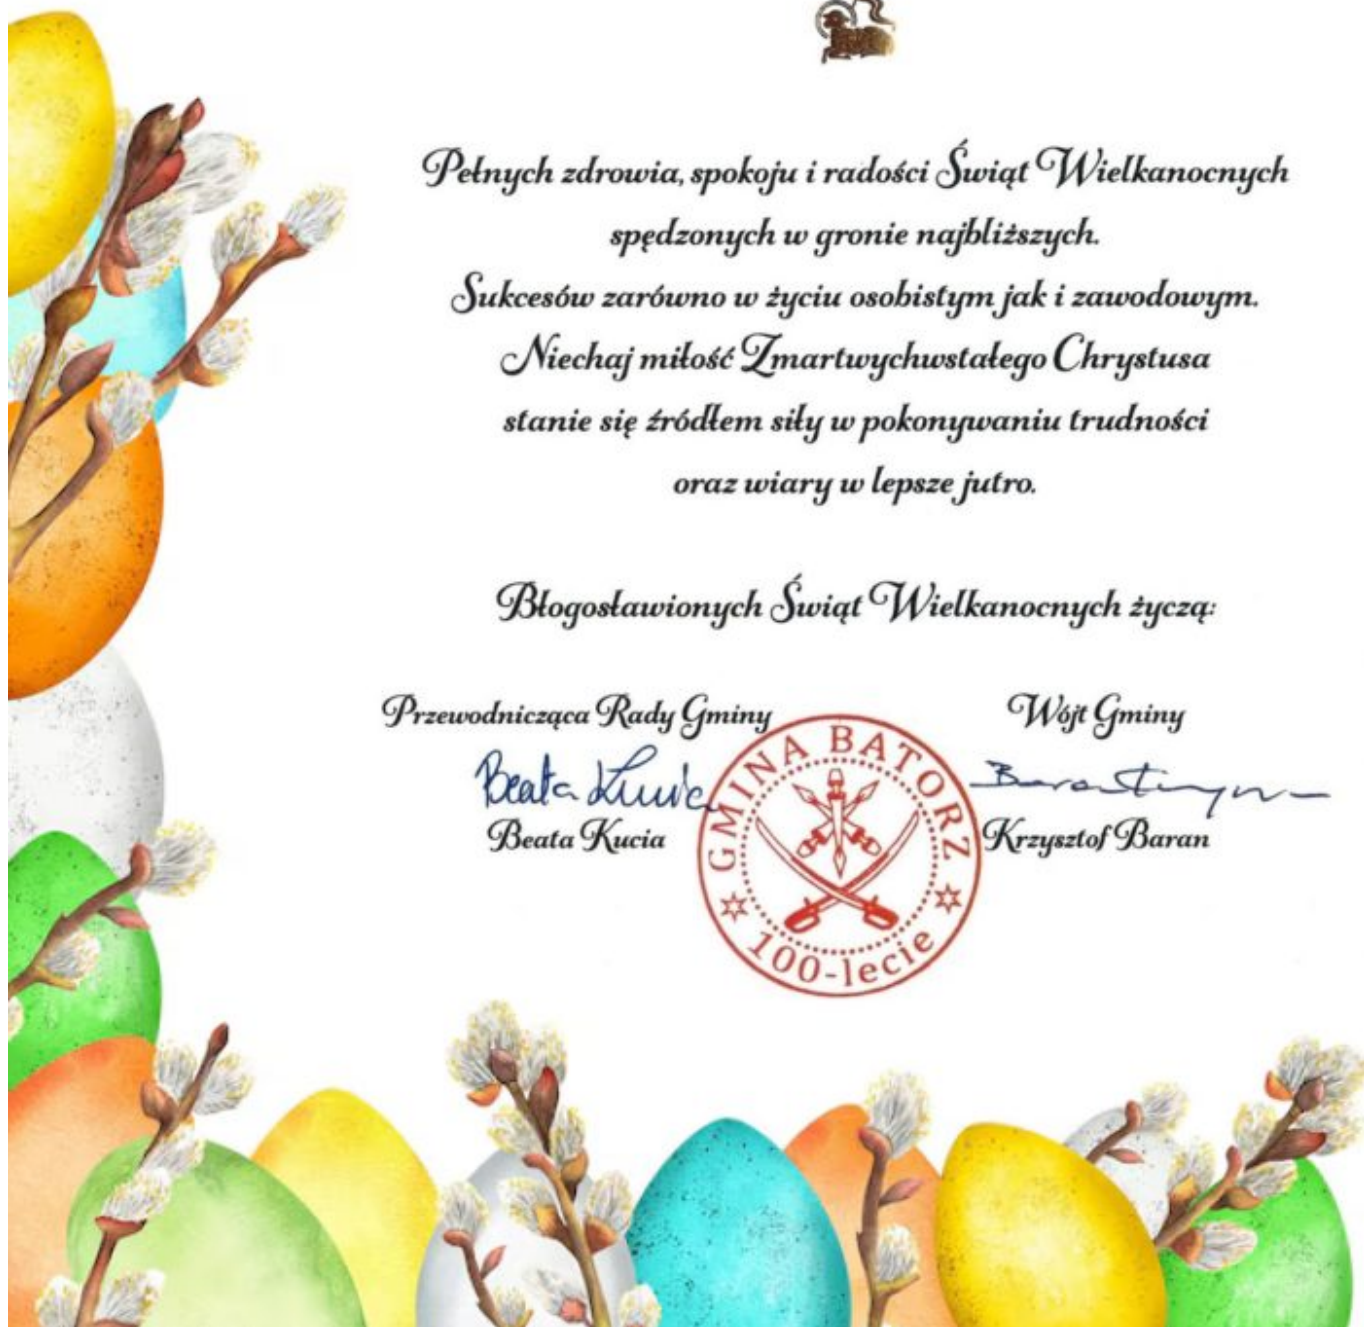 Pełnych zdrowia, spokoju i radości Świąt Wielkanocnych
spędzonych w gronie najbliższych.
Sukcesów zarówno w życiu osobistym jak i zawodowym.
Niechaj miłość Zmartwychwstałego Chrystusa
stanie się źródłem siły w pokonywaniu trudności
oraz wiary w lepsze jutro.
Błogosławionych Świąt Wielkanocnych życzą:
Przewodnicząca Rady Gminy
Wójt Gminy
Beata Kucia
Beata Kucia
Krzysztof Baran
GMINA BATORZ
100-lecie